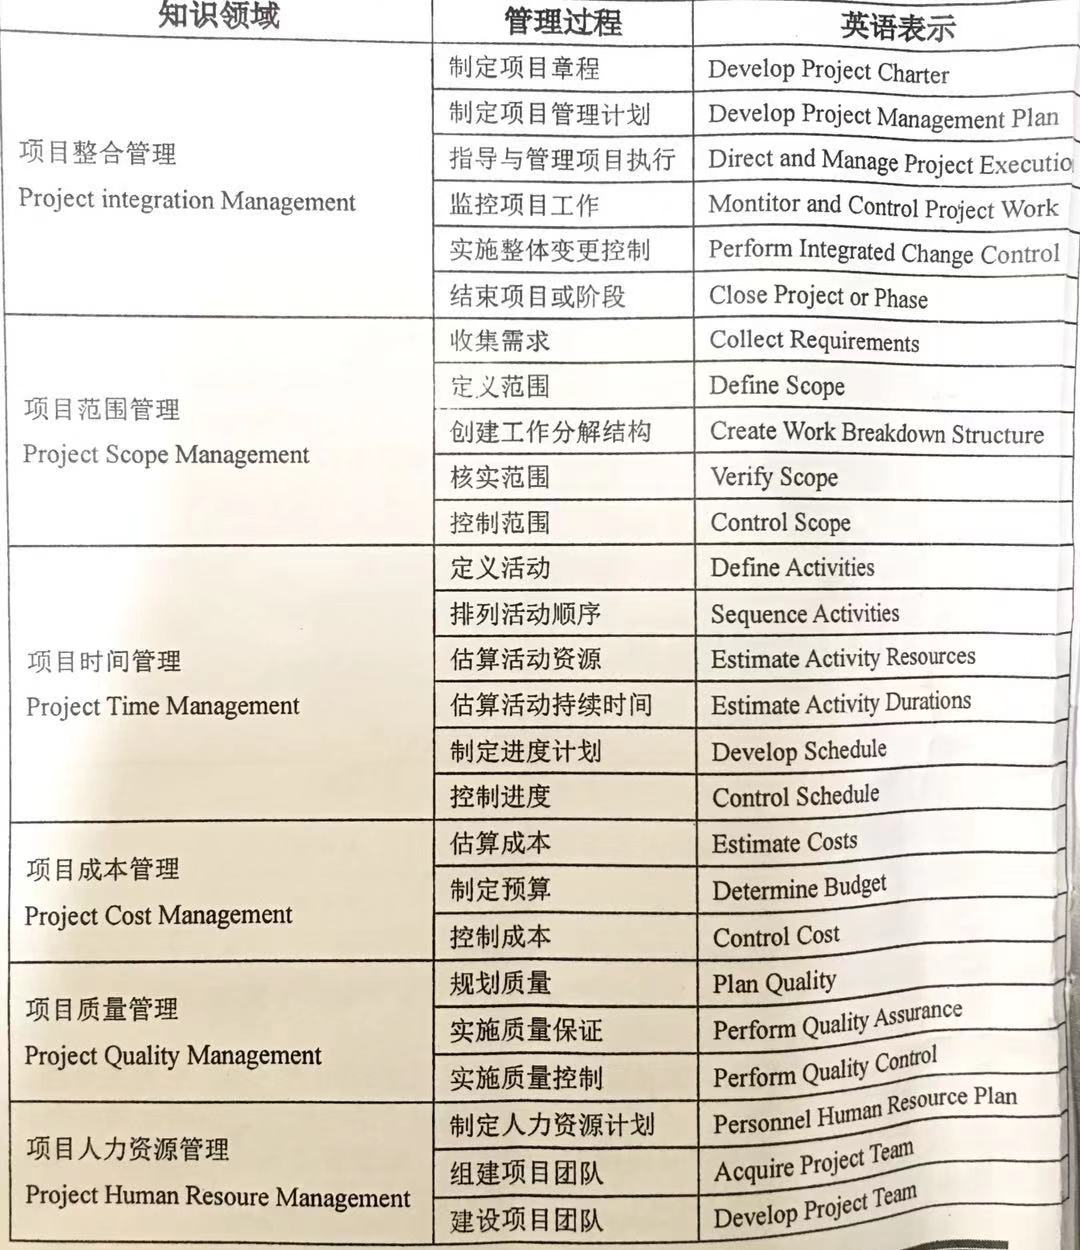 知识领域 管理过程 英语表示
项目整合管理
Project integration Management
制定项目章程 Develop Project Charter
制定项目管理计划 Develop Project Management Plan
指导与管理项目执行 Direct and Manage Project Executio
监控项目工作 Montitor and Control Project Work
实施整体变更控制 Perform Integrated Change Control
结束项目或阶段 Close Project or Phase
项目范围管理
Project Scope Management
收集需求 Collect Requirements
定义范围 Define Scope
创建工作分解结构 Create Work Breakdown Structure
核实范围 Verify Scope
控制范围 Control Scope
项目时间管理
Project Time Management
定义活动 Define Activities
排列活动顺序 Sequence Activities
估算活动资源 Estimate Activity Resources
估算活动持续时间 Estimate Activity Durations
制定进度计划 Develop Schedule
控制进度 Control Schedule
项目成本管理
Project Cost Management
估算成本 Estimate Costs
制定预算 Determine Budget
控制成本 Control Cost
项目质量管理
Project Quality Management
规划质量 Plan Quality
实施质量保证 Perform Quality Assurance
实施质量控制 Perform Quality Control
项目人力资源管理
Project Human Resoure Management
制定人力资源计划 Personnel Human Resource Plan
组建项目团队 Acquire Project Team
建设项目团队 Develop Project Team